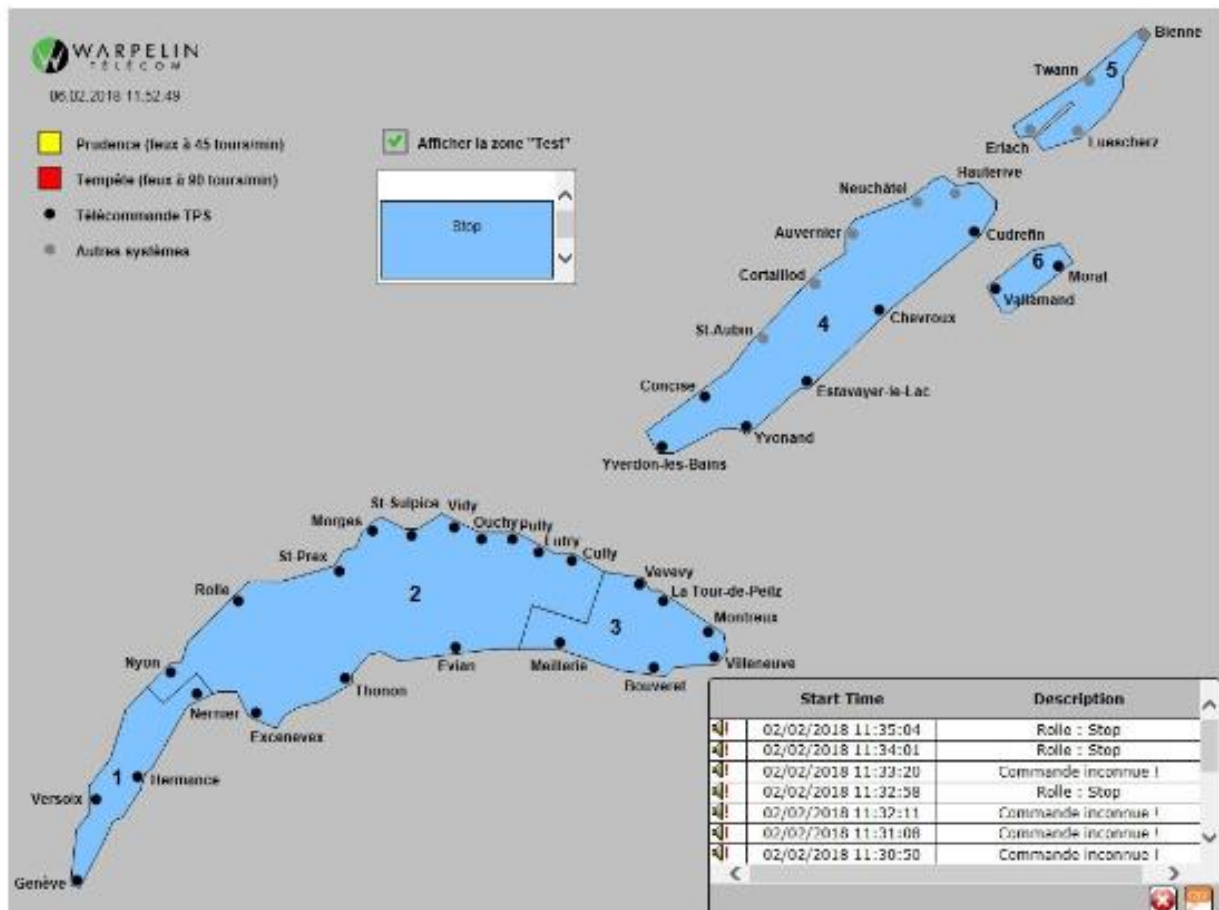 WARPELIN
TÉLÉCOM
06.02.2018 11:52:49
Prudence (feux à 45 tours/min)
Tempête (feux à 90 tours/min)
Télécommande TPS
Autres systèmes
Afficher la zone "Test"
Stop
Bienne
Twann
5
Erlach
Luescherz
Hauterive
Neuchâtel
Auvernier
Cudrefin
6
Morat
Cortaillod
Vallamand
4
Chevroux
St-Aubin
Concise
Estavayer-le-Lac
Yvonand
Yverdon-les-Bains
St-Sulpice
Vidy
Morges
Ouchy
Pully
Lutry
Cully
St-Prex
Vevevy
La Tour-de-Peilz
Rolle
2
Montreux
3
Nyon
Evian
Meillerie
Villeneuve
Bouveret
Thonon
Nernier
Excenevex
1
Hermance
Versoix
Genève
Start Time Description
02/02/2018 11:35:04 Rolle : Stop
02/02/2018 11:34:01 Rolle : Stop
02/02/2018 11:33:20 Commande inconnue !
02/02/2018 11:32:58 Rolle : Stop
02/02/2018 11:32:11 Commande inconnue !
02/02/2018 11:31:08 Commande inconnue !
02/02/2018 11:30:50 Commande inconnue !